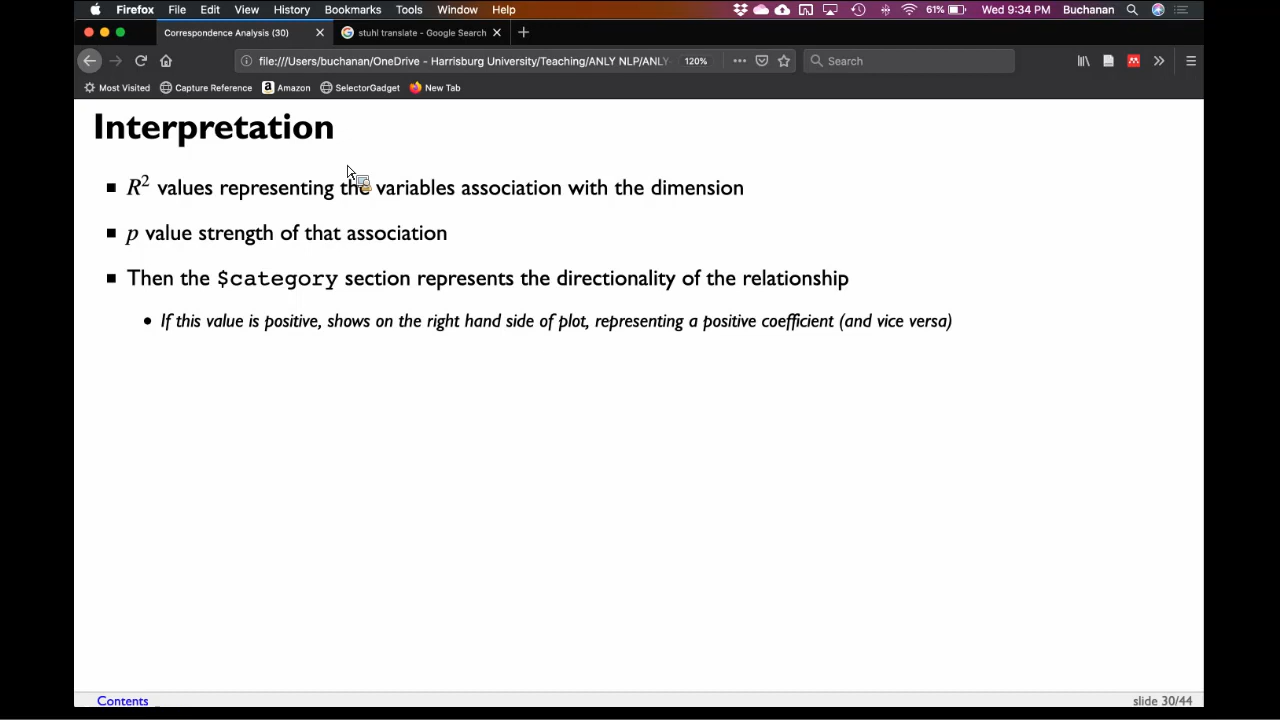 Firefox File Edit View History Bookmarks Tools Window Help 61% Wed 9:34 PM Buchanan
Correspondence Analysis (30) stuhl translate - Google Search
file:///Users/buchanan/OneDrive - Harrisburg University/Teaching/ANLY NLP/ANLY- 120% Search
Most Visited Capture Reference Amazon SelectorGadget New Tab
Interpretation
R² values representing the variables association with the dimension
p value strength of that association
Then the $category section represents the directionality of the relationship
If this value is positive, shows on the right hand side of plot, representing a positive coefficient (and vice versa)
Contents slide 30/44